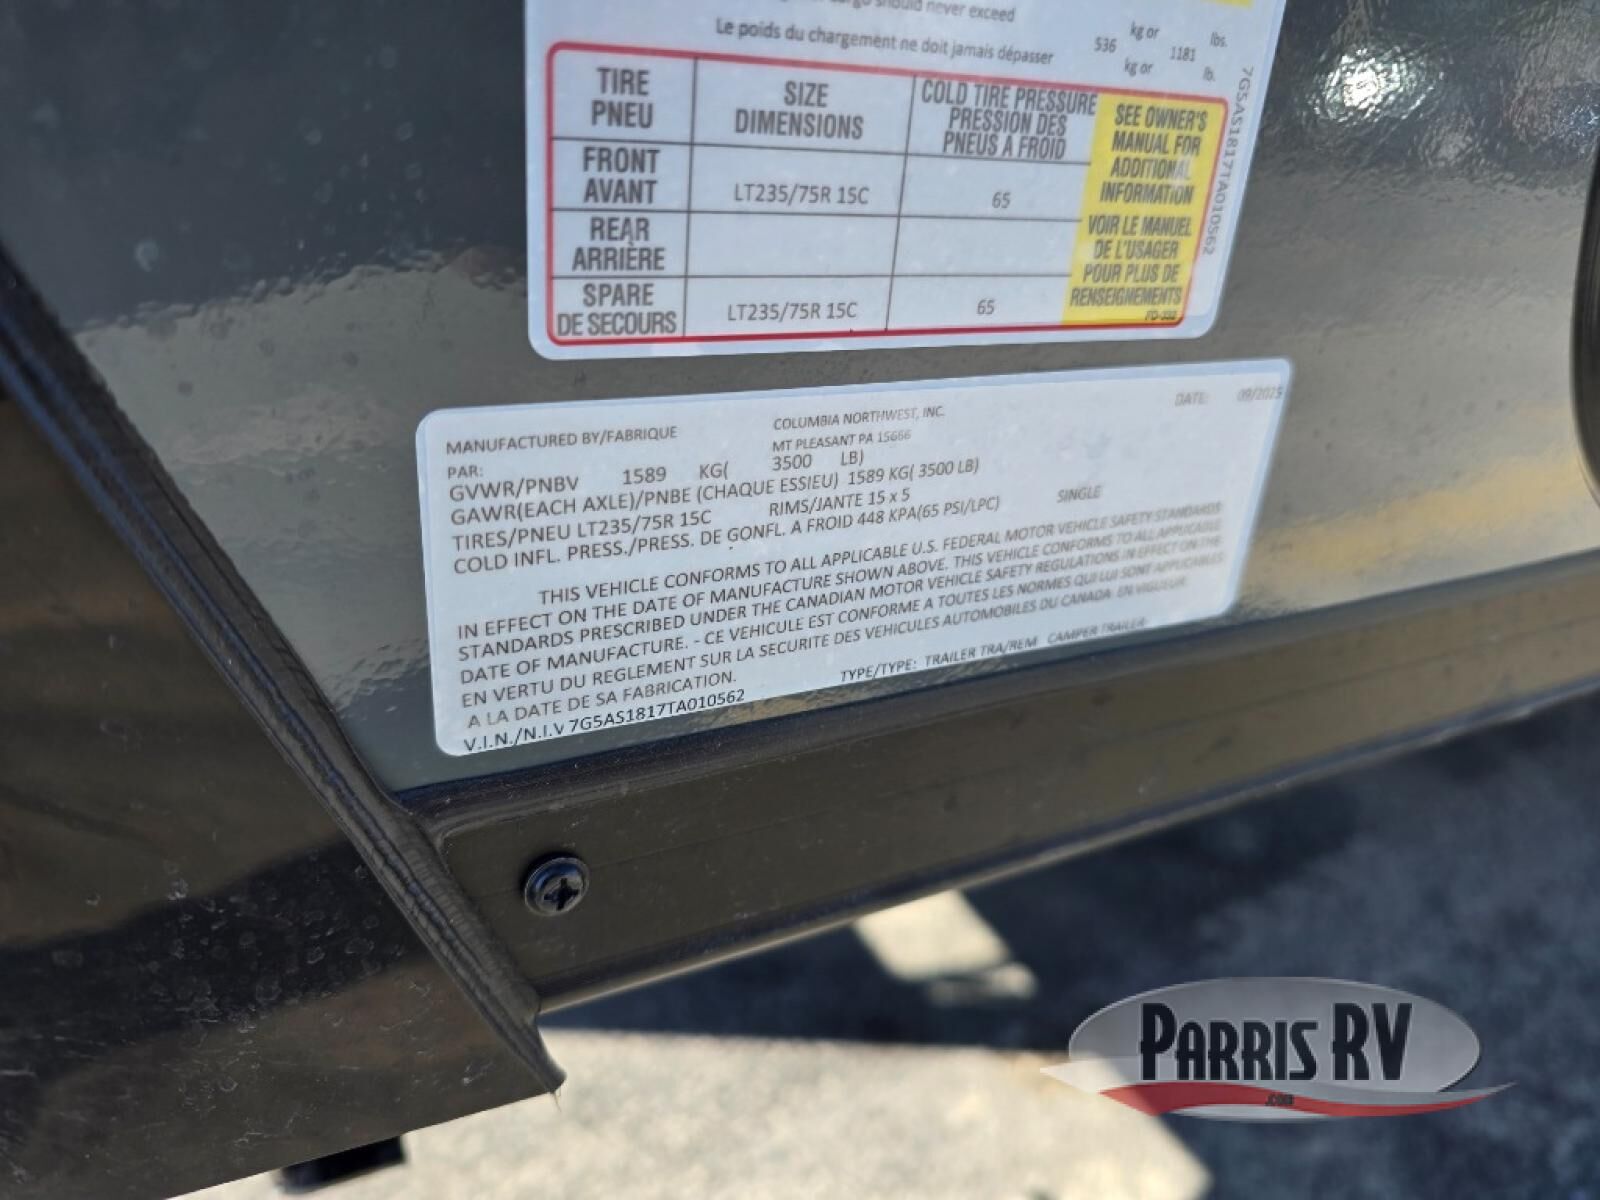 cargo should never exceed
kg or lbs.
Le poids du chargement ne doit jamais dépasser 536 kg or 1181 lb.
TIRE PNEU
SIZE DIMENSIONS
COLD TIRE PRESSURE PRESSION DES PNEUS A FROID
SEE OWNER'S MANUAL FOR ADDITIONAL INFORMATION
VOIR LE MANUEL DE L'USAGER POUR PLUS DE RENSEIGNEMENTS
FRONT AVANT LT235/75R 15C 65
REAR ARRIÈRE
SPARE DE SECOURS LT235/75R 15C 65
7G5AS1817TA010562
MANUFACTURED BY/FABRIQUE PAR:
COLUMBIA NORTHWEST, INC.
MT PLEASANT PA 15666
DATE: 09/2025
GVWR/PNBV 1589 KG( 3500 LB)
GAWR(EACH AXLE)/PNBE (CHAQUE ESSIEU) 1589 KG( 3500 LB)
TIRES/PNEU LT235/75R 15C RIMS/JANTE 15 x 5 SINGLE
COLD INFL. PRESS./PRESS. DE GONFL. A FROID 448 KPA(65 PSI/LPC)
THIS VEHICLE CONFORMS TO ALL APPLICABLE U.S. FEDERAL MOTOR VEHICLE SAFETY STANDARDS
IN EFFECT ON THE DATE OF MANUFACTURE SHOWN ABOVE. THIS VEHICLE CONFORMS TO ALL APPLICABLE
STANDARDS PRESCRIBED UNDER THE CANADIAN MOTOR VEHICLE SAFETY REGULATIONS IN EFFECT ON THE
DATE OF MANUFACTURE. - CE VEHICULE EST CONFORME A TOUTES LES NORMES QUI LUI SONT APPLICABLES
EN VERTU DU REGLEMENT SUR LA SECURITE DES VEHICULES AUTOMOBILES DU CANADA EN VIGUEUR
A LA DATE DE SA FABRICATION.
V.I.N./N.I.V 7G5AS1817TA010562 TYPE/TYPE: TRAILER TRA/REM CAMPER TRAILER
PARRIS RV
.com